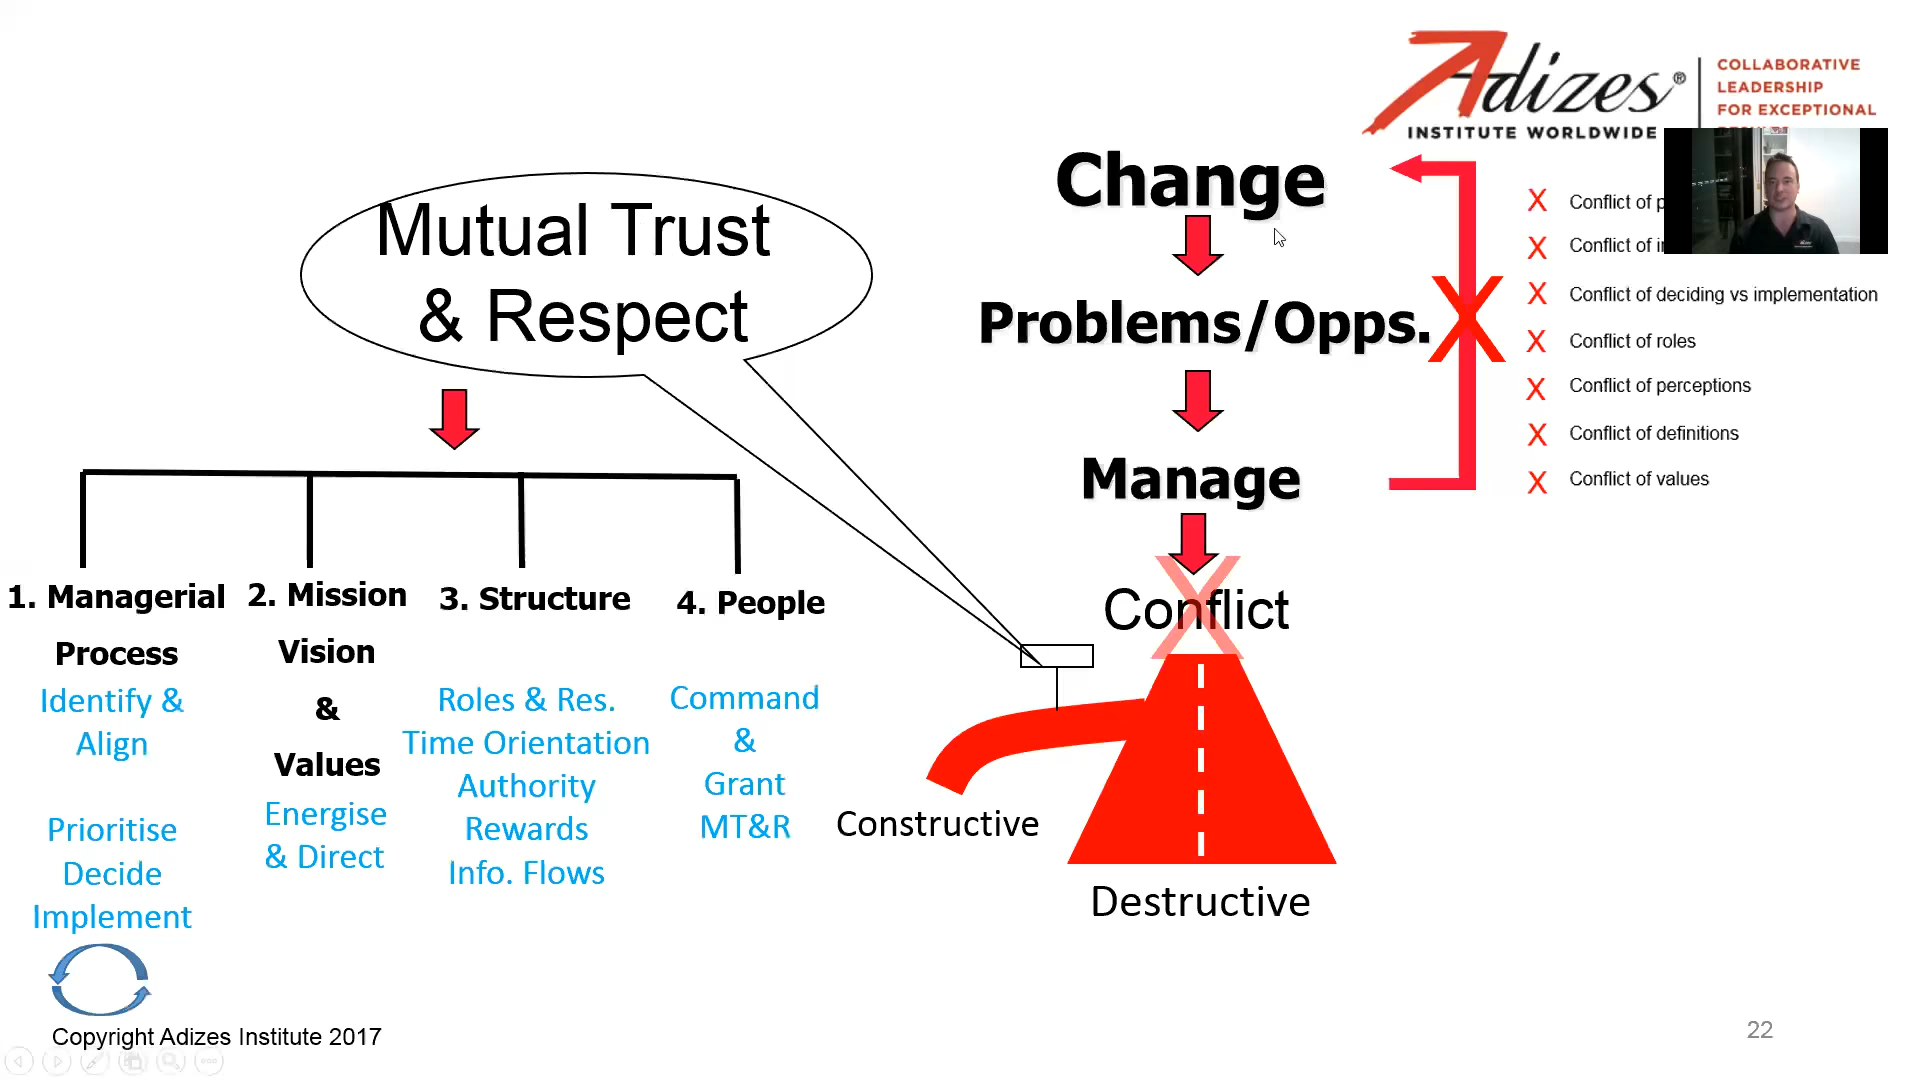 Adizes®
INSTITUTE WORLDWIDE
COLLABORATIVE
LEADERSHIP
FOR EXCEPTIONAL
Mutual Trust
& Respect
Change
Problems/Opps.
Manage
Conflict
Constructive
Destructive
X Conflict of
X Conflict of
X Conflict of deciding vs implementation
X Conflict of roles
X Conflict of perceptions
X Conflict of definitions
X Conflict of values
1. Managerial
Process
Identify &
Align
Prioritise
Decide
Implement
2. Mission
Vision
&
Values
Energise
& Direct
3. Structure
Roles & Res.
Time Orientation
Authority
Rewards
Info. Flows
4. People
Command
&
Grant
MT&R
Copyright Adizes Institute 2017
22